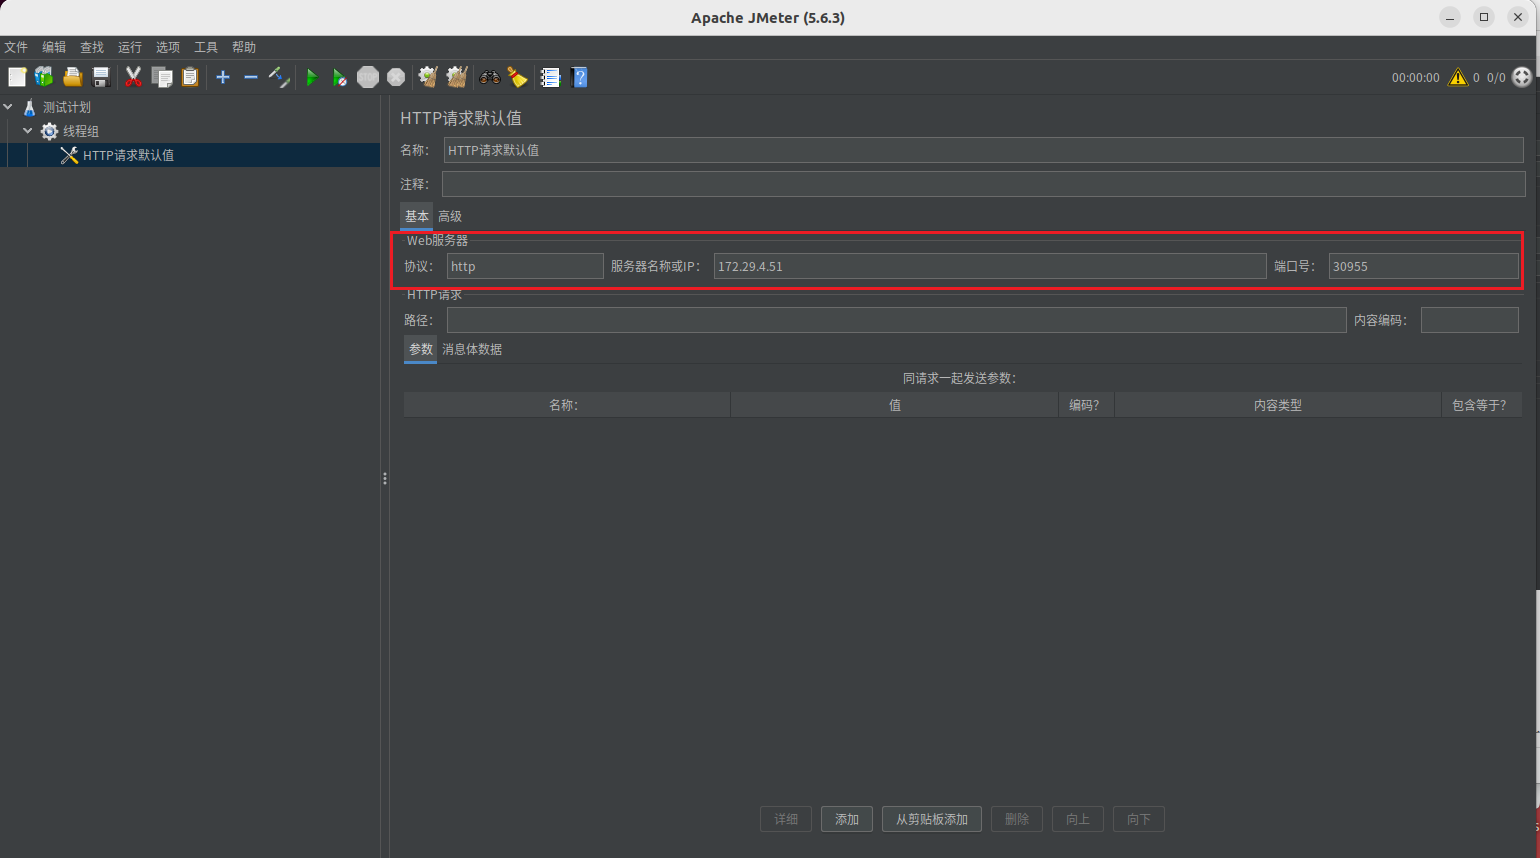 Apache JMeter (5.6.3)
文件 编辑 查找 运行 选项 工具 帮助
00:00:00 0 0/0
测试计划
线程组
HTTP请求默认值
HTTP请求默认值
名称： HTTP请求默认值
注释：
基本 高级
Web服务器
协议： http 服务器名称或IP： 172.29.4.51 端口号： 30955
HTTP请求
路径： 内容编码：
参数 消息体数据
同请求一起发送参数：
名称： 值 编码？ 内容类型 包含等于？
详细 添加 从剪贴板添加 删除 向上 向下